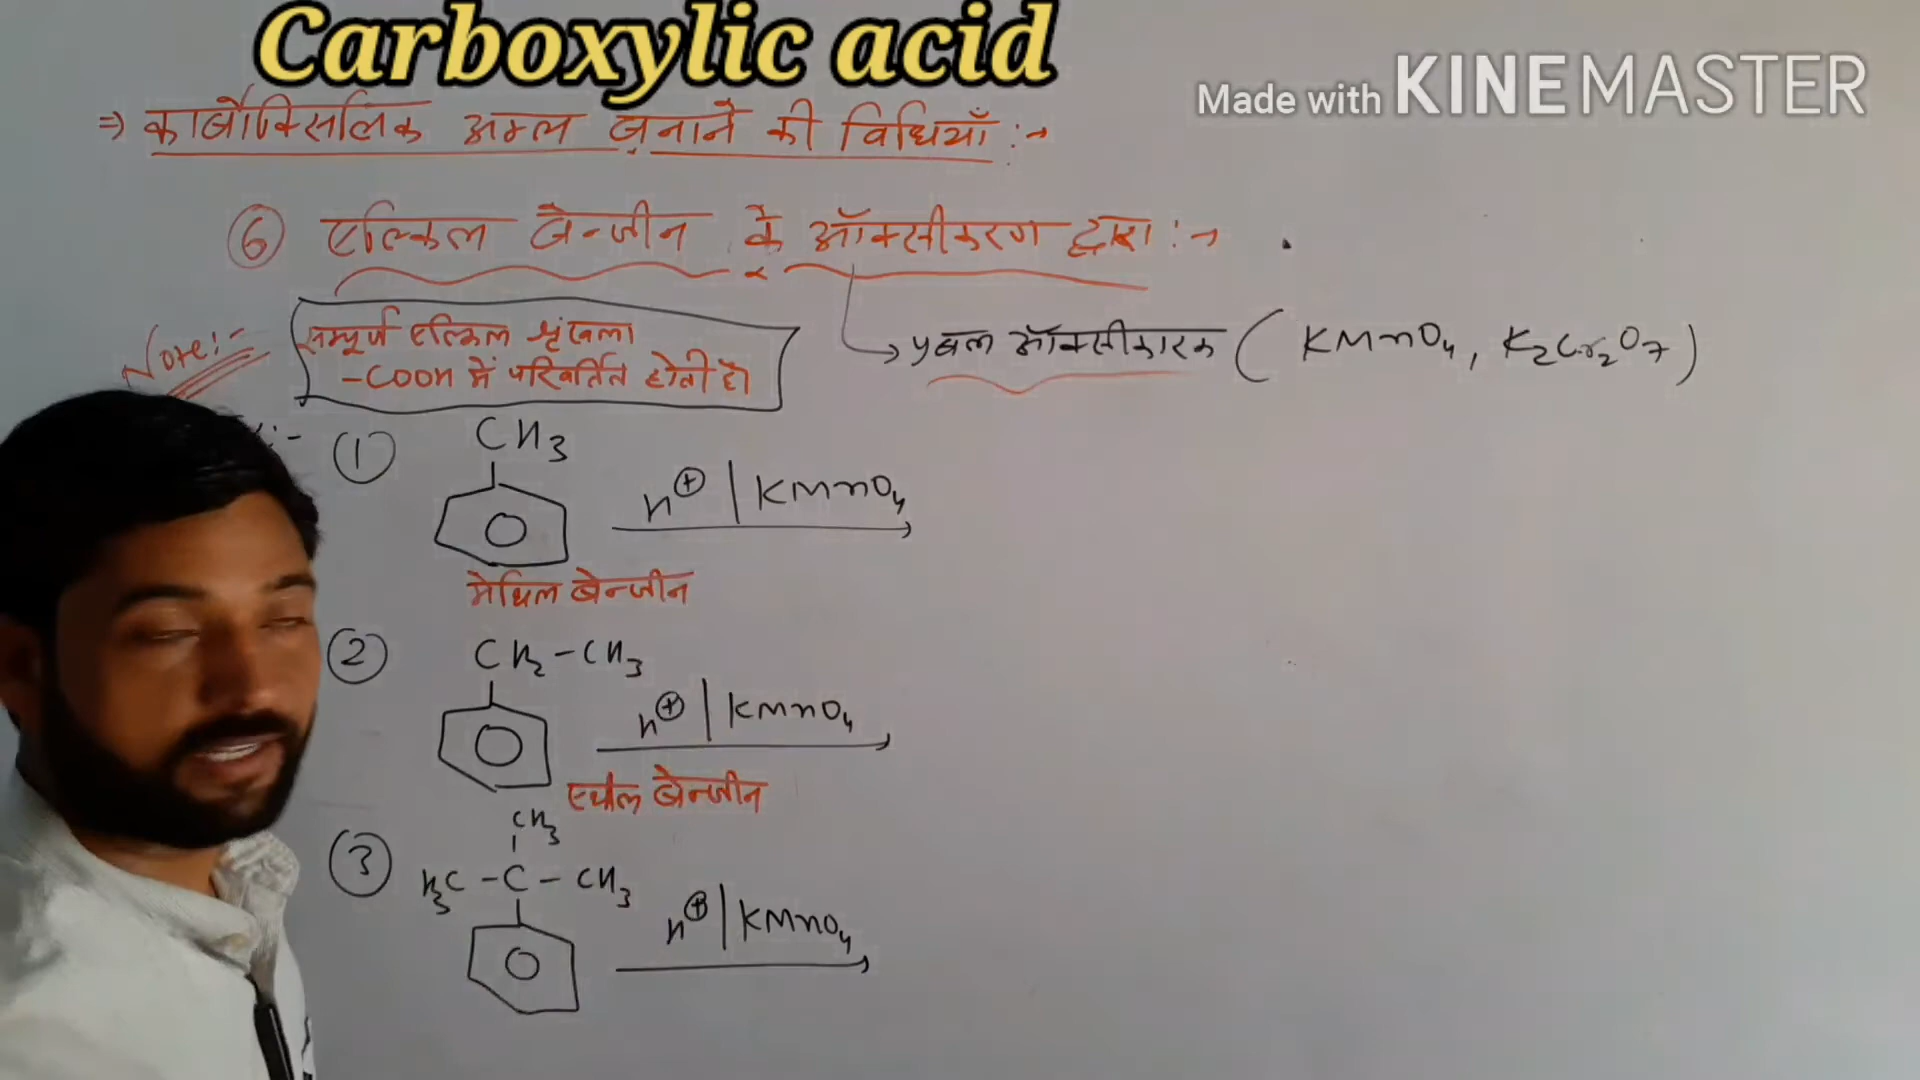 Carboxylic acid
Made with KINEMASTER
⇒ कार्बोक्सिलिक अम्ल बनाने की विधियाँ :→
⑥ एल्किल बेन्जीन के ऑक्सीकरण द्वारा :→
Note:-
सम्पूर्ण एल्किल श्रृंखला
-COOH में परिवर्तित होती है।
→ प्रबल ऑक्सीकारक ( KMnO₄, K₂Cr₂O₇ )
① CH₃
H⊕ | KMnO₄
मेथिल बेन्जीन
② CH₂-CH₃
H⊕ | KMnO₄
एथील बेन्जीन
CH₃
③ H₃C - C - CH₃
H⊕ | KMnO₄